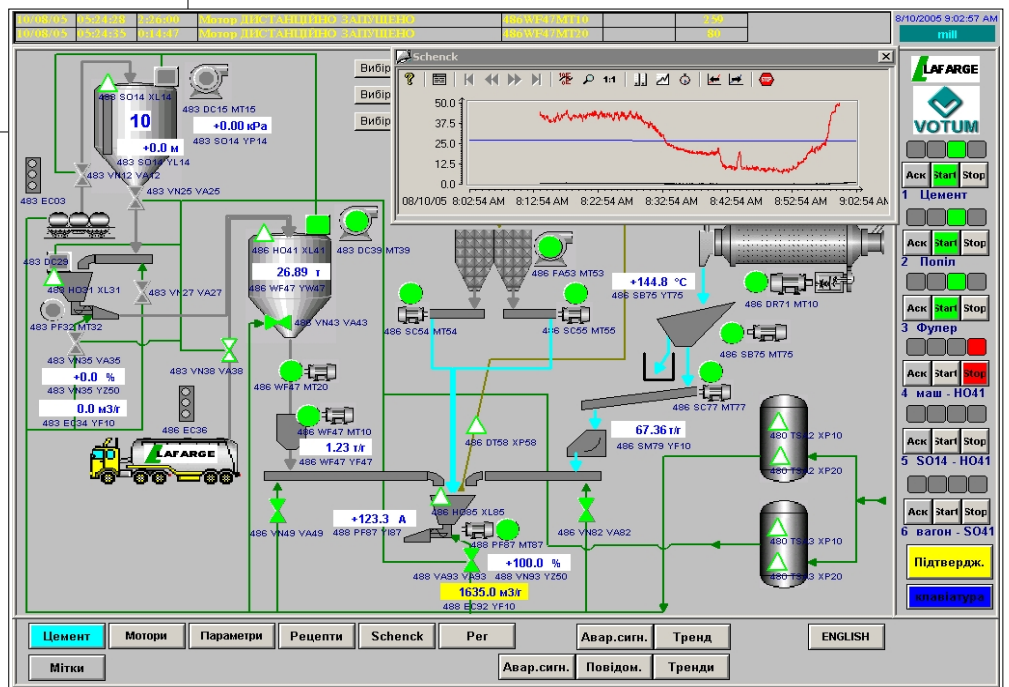 10/08/05 05:24:28 2:26:00 Мотор ДИСТАНЦІЙНО ЗАПУЩЕНО 486WF47/MT10 259
10/08/05 05:24:35 0:14:47 Мотор ДИСТАНЦІЙНО ЗАПУЩЕНО 486WF47/MT20 80
8/10/2005 9:02:57 AM
mill
Schenck
1:1
50.0
37.5
25.0
12.5
0.0
08/10/05 8:02:54 AM 8:12:54 AM 8:22:54 AM 8:32:54 AM 8:42:54 AM 8:52:54 AM 9:02:54 AM
Вибір
Вибір
Вибір
488 SO14 XL14
483 DC15 MT15
10
+0.00 кРа
+0.0 м
483 SO14 YP14
483 SO14 YL14
483 VN12 VA12
483 VN25 VA25
483 EC03
483 DC29
483 HO31 XL31
483 VN27 VA27
483 PF32 MT32
483 VN35 VA35
+0.0 %
483 VN35 YZ50
0.0 м3/г
483 EC34 YF10
483 VN38 VA38
486 HO41 XL41
483 DC39 MT39
26.89 т
486 WF47 YW47
486 VN43 VA43
486 FA53 MT53
486 SC54 MT54
486 SC55 MT55
+144.8 °C
486 SB75 YT75
486 DR71 MT10
486 SB75 MT75
486 WF47 MT20
486 SC77 MT77
486 WF47 MT10
1.23 т/г
486 WF47 YF47
486 EC36
LAFARGE
486 DT58 XP58
67.36 т/г
486 SM79 YF10
480 TS42 XP10
480 TS42 XP20
486 HO85 XL85
+123.3 A
488 PF87 YI87
488 PF87 MT87
486 VN49 VA49
486 VN82 VA82
+100.0 %
488 VA93 VA93 488 VN93 YZ50
1635.0 м3/г
488 EC92 YF10
480 TS43 XP10
480 TS43 XP20
LAFARGE
VOTUM
Аск Start Stop
1 Цемент
Аск Start Stop
2 Попіл
Аск Start Stop
3 Фулер
Аск Start Stop
4 маш - HO41
Аск Start Stop
5 SO14 - HO41
Аск Start Stop
6 вагон - SO41
Підтвердж.
клавіатура
Цемент Мотори Параметри Рецепти Schenck Рег Авар.сигн. Тренд ENGLISH
Мітки Авар.сигн. Повідом. Тренди